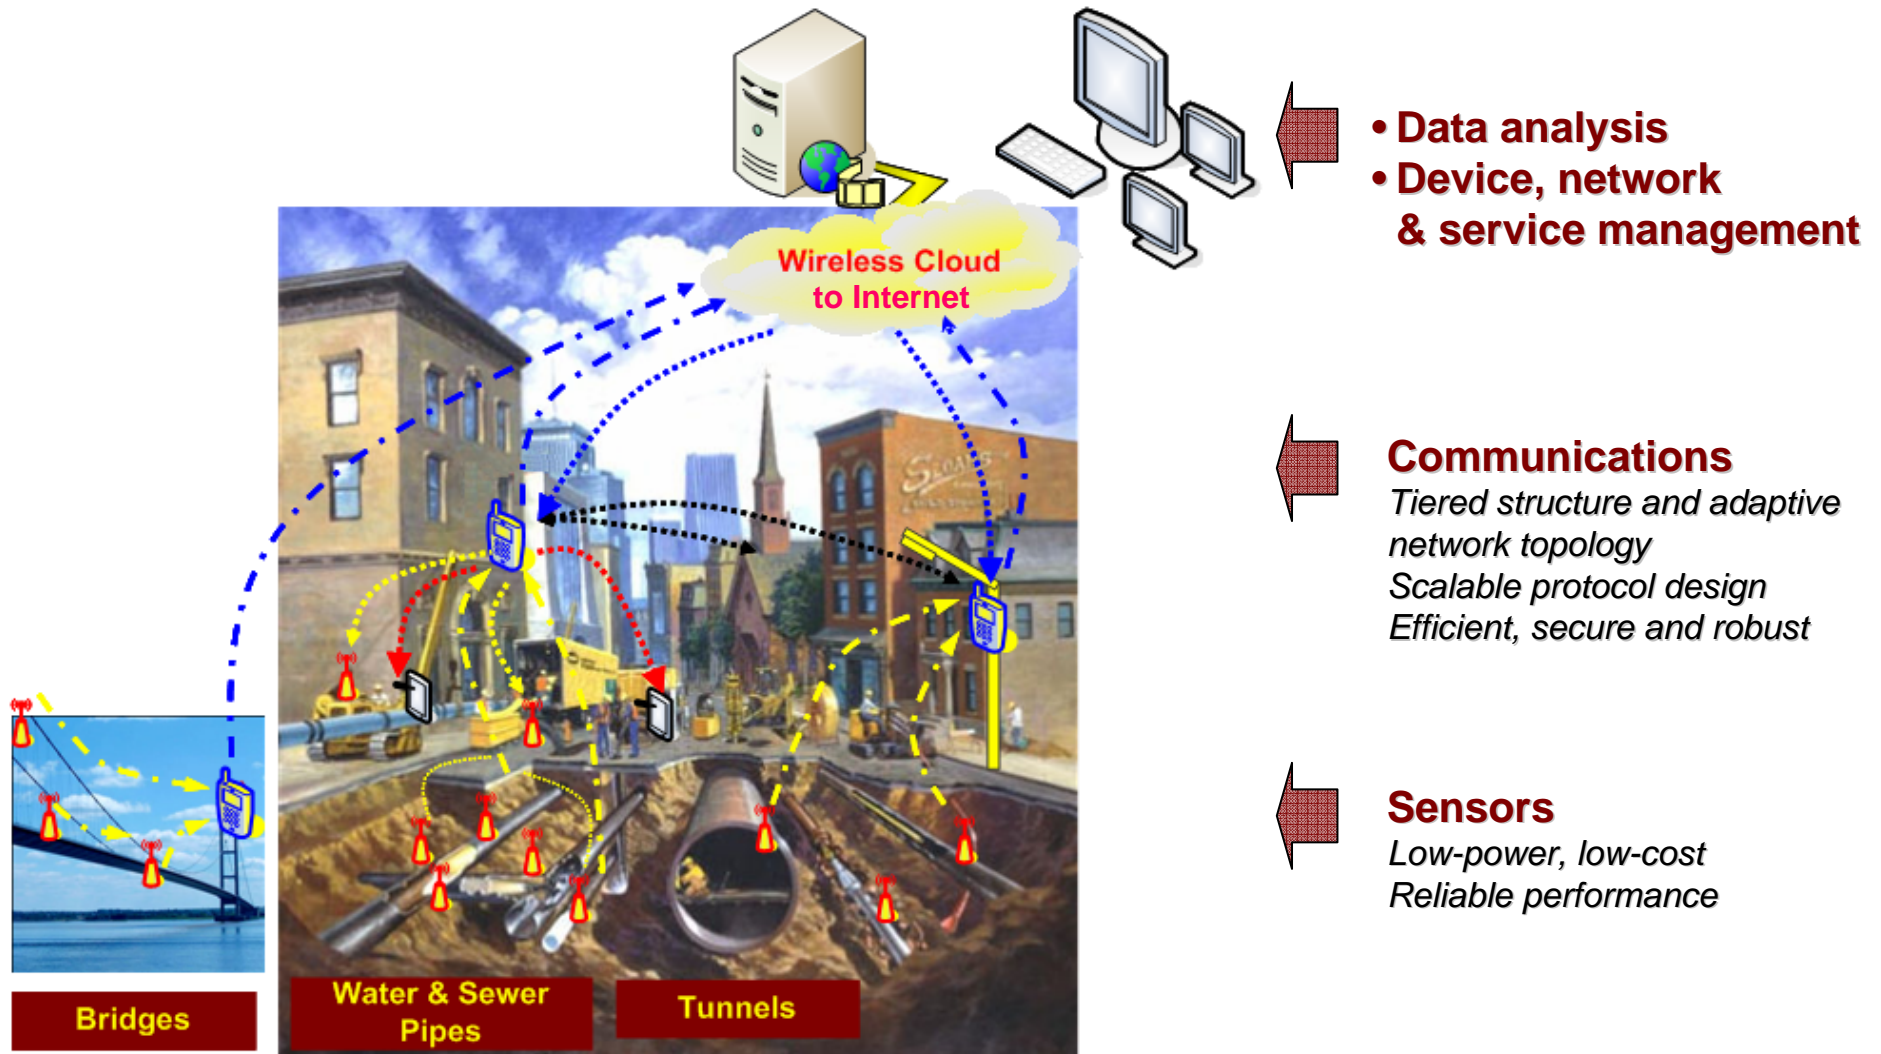 Wireless Cloud
to Internet
SLOAN'S
Bridges
Water & Sewer
Pipes
Tunnels
• Data analysis
• Device, network
& service management
Communications
Tiered structure and adaptive
network topology
Scalable protocol design
Efficient, secure and robust
Sensors
Low-power, low-cost
Reliable performance